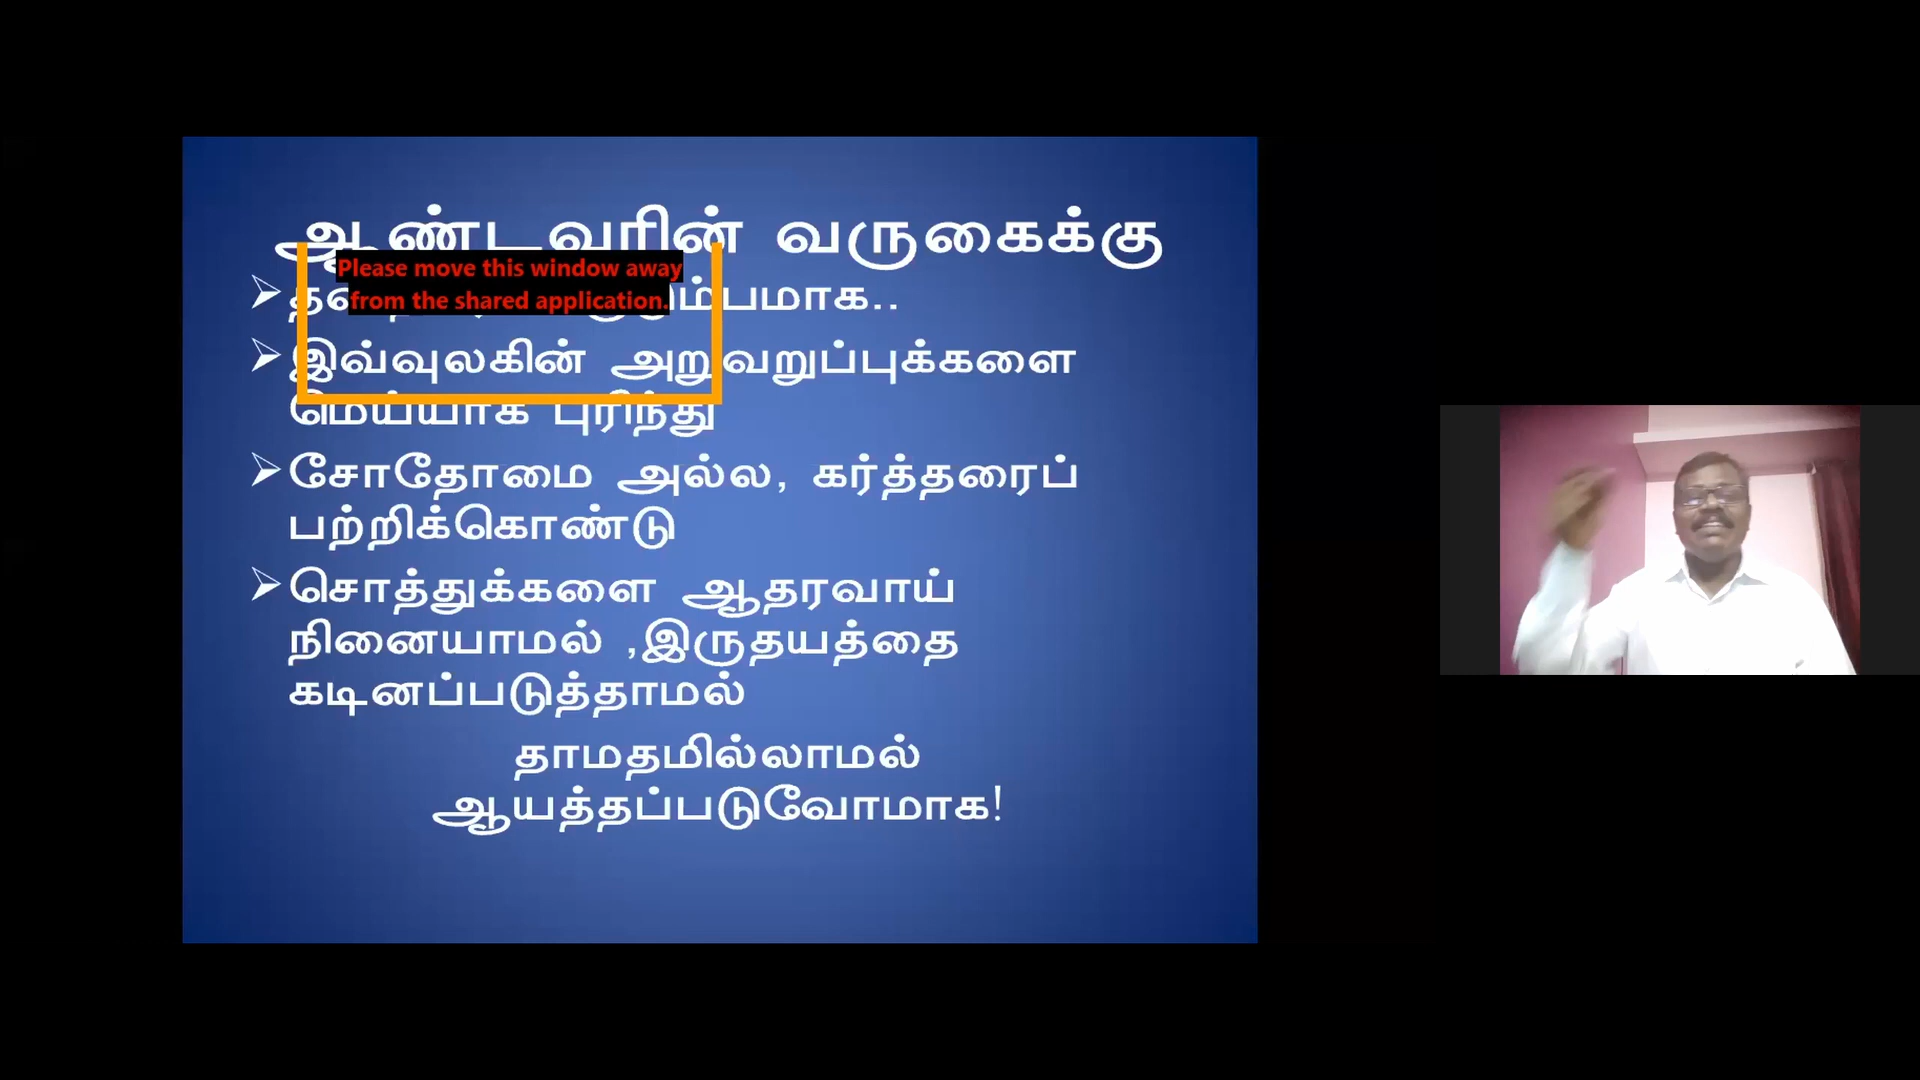 ஆண்டவரின் வருகைக்கு
Please move this window away
from the shared application.
இவ்வுலகின் அறுவறுப்புக்களை
மெய்யாக புரிந்து
சோதோமை அல்ல, கர்த்தரைப்
பற்றிக்கொண்டு
சொத்துக்களை ஆதரவாய்
நினையாமல் ,இருதயத்தை
கடினப்படுத்தாமல்
தாமதமில்லாமல்
ஆயத்தப்படுவோமாக!